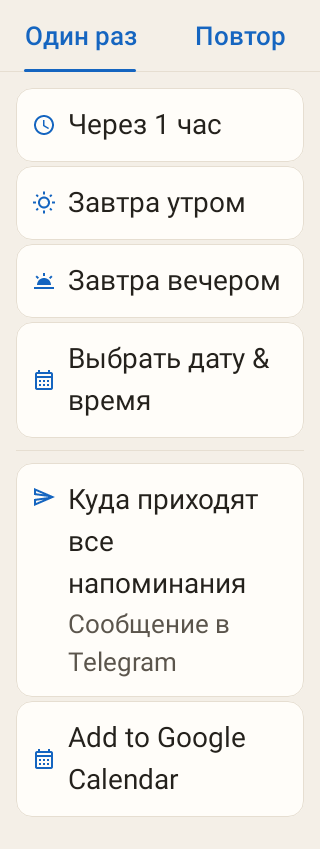 Один раз
Повтор
Через 1 час
Завтра утром
Завтра вечером
Выбрать дату &
время
Куда приходят
все
напоминания
Сообщение в
Telegram
Add to Google
Calendar